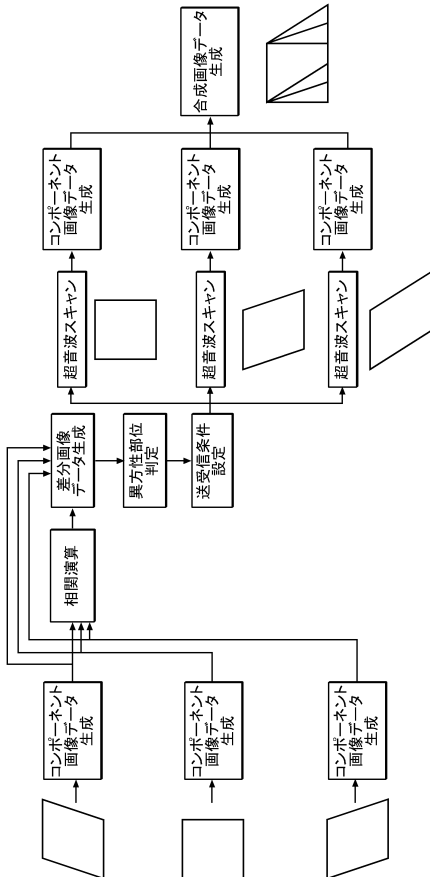 コンポーネント
画像データ
生成
コンポーネント
画像データ
生成
コンポーネント
画像データ
生成
相関演算
差分画像
データ生成
異方性部位
判定
送受信条件
設定
超音波スキャン
超音波スキャン
超音波スキャン
コンポーネント
画像データ
生成
コンポーネント
画像データ
生成
コンポーネント
画像データ
生成
合成画像データ
生成